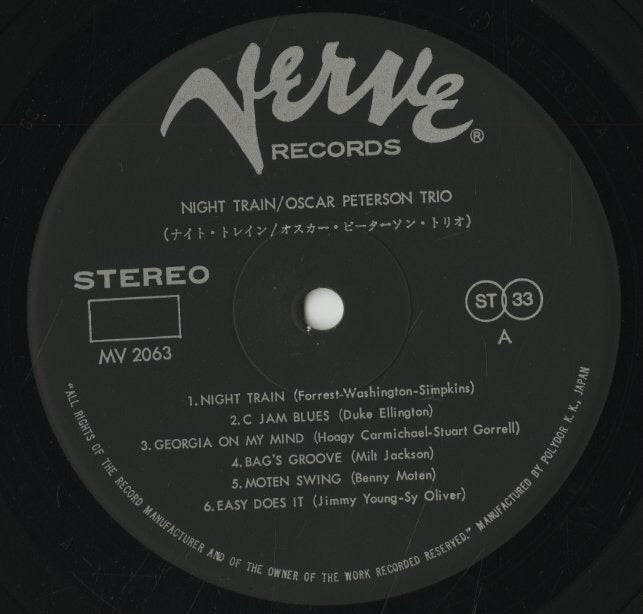 Verve
RECORDS ®
NIGHT TRAIN/OSCAR PETERSON TRIO
(ナイト・トレイン/オスカー・ピーターソン・トリオ)
STEREO
ST 33
MV 2063
A
1. NIGHT TRAIN (Forrest-Washington-Simpkins)
2. C JAM BLUES (Duke Ellington)
3. GEORGIA ON MY MIND (Hoagy Carmichael-Stuart Gorrell)
4. BAG'S GROOVE (Milt Jackson)
5. MOTEN SWING (Benny Moten)
6. EASY DOES IT (Jimmy Young-Sy Oliver)
"ALL RIGHTS OF THE RECORD MANUFACTURER AND OF THE OWNER OF THE WORK RECORDED RESERVED." MANUFACTURED BY POLYDOR K. K., JAPAN